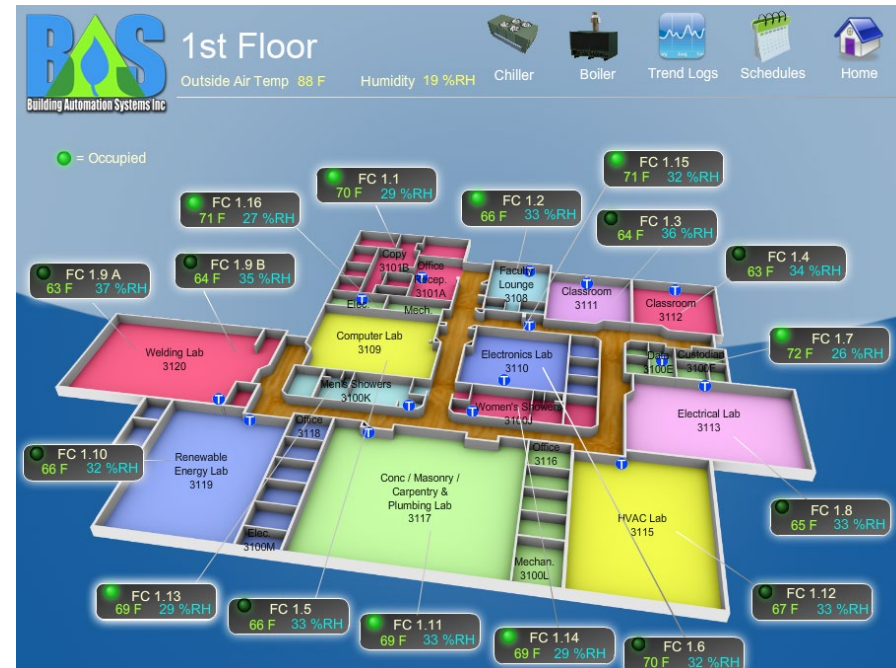 BAS
Building Automation Systems Inc
1st Floor
Outside Air Temp 88 F Humidity 19 %RH
Chiller
Boiler
Trend Logs
Schedules
Home
= Occupied
FC 1.15
71 F 32 %RH
FC 1.1
70 F 29 %RH
FC 1.16
71 F 27 %RH
FC 1.2
66 F 33 %RH
FC 1.3
64 F 36 %RH
FC 1.4
63 F 34 %RH
FC 1.9 A
63 F 37 %RH
FC 1.9 B
64 F 35 %RH
FC 1.7
72 F 26 %RH
Copy
3101B
Office
Recep.
3101A
Elec.
Mech.
Faculty
Lounge
3108
Classroom
3111
Classroom
3112
Computer Lab
3109
Welding Lab
3120
Electronics Lab
3110
Data
3100E
Custodian
3100F
Men's Showers
3100K
Women's Showers
3100J
Electrical Lab
3113
Office
3118
Renewable
Energy Lab
3119
Conc / Masonry /
Carpentry &
Plumbing Lab
3117
Office
3116
HVAC Lab
3115
Elec.
3100M
Mechan.
3100L
FC 1.10
66 F 32 %RH
FC 1.8
65 F 33 %RH
FC 1.13
69 F 29 %RH
FC 1.5
66 F 33 %RH
FC 1.11
69 F 33 %RH
FC 1.14
69 F 29 %RH
FC 1.6
70 F 32 %RH
FC 1.12
67 F 33 %RH
T
T
T
T
T
T
T
T
T
T
T
T
T
T